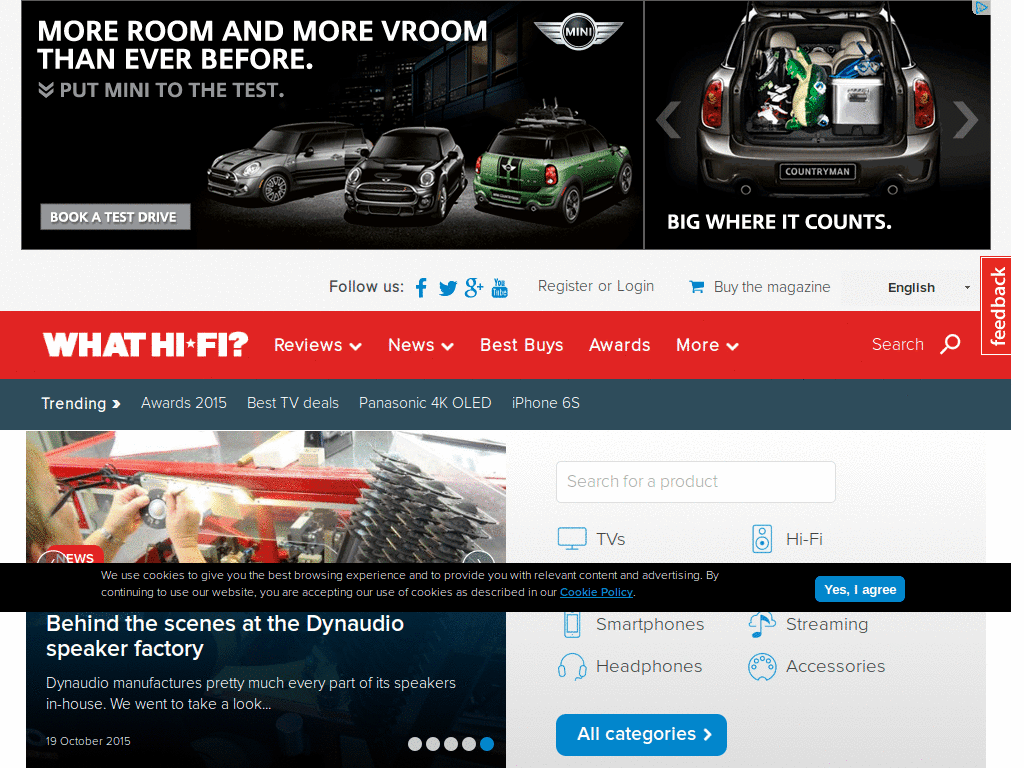 MORE ROOM AND MORE VROOM
THAN EVER BEFORE.
PUT MINI TO THE TEST.
BOOK A TEST DRIVE
MINI
COUNTRYMAN
BIG WHERE IT COUNTS.
Follow us:
You
Tube
Register or Login
Buy the magazine
English
feedback
WHAT HI★FI?
Reviews
News
Best Buys
Awards
More
Search
Trending
Awards 2015
Best TV deals
Panasonic 4K OLED
iPhone 6S
NEWS
Search for a product
TVs
Hi-Fi
We use cookies to give you the best browsing experience and to provide you with relevant content and advertising. By
continuing to use our website, you are accepting our use of cookies as described in our Cookie Policy.
Yes, I agree
Behind the scenes at the Dynaudio
speaker factory
Dynaudio manufactures pretty much every part of its speakers
in-house. We went to take a look...
19 October 2015
Smartphones
Streaming
Headphones
Accessories
All categories